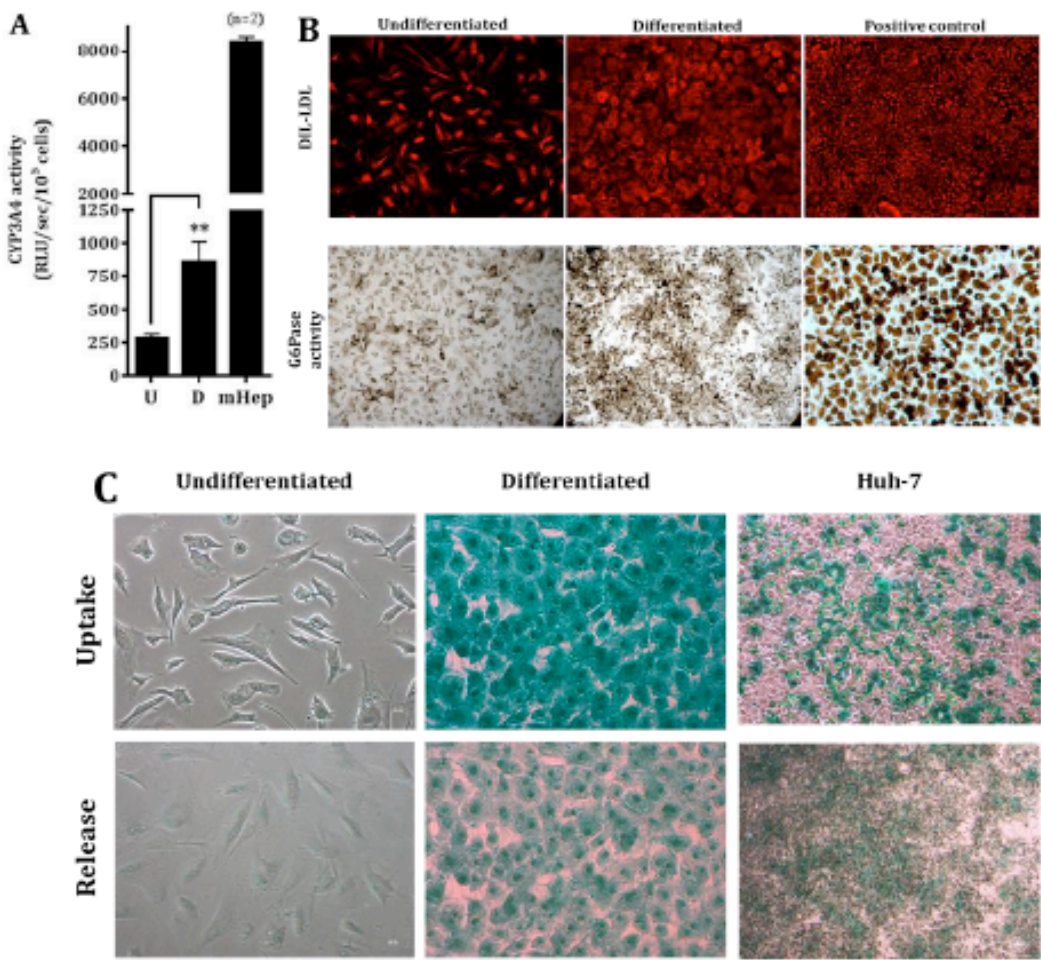 A
(n=2)
CYP3A4 activity
(RLU/sec/10⁵ cells)
8000
6000
4000
2000
1250
1000
750
500
250
0
**
U D mHep
B
Undifferentiated Differentiated Positive control
DIL-LDL
G6Pase
activity
C
Undifferentiated Differentiated Huh-7
Uptake
Release